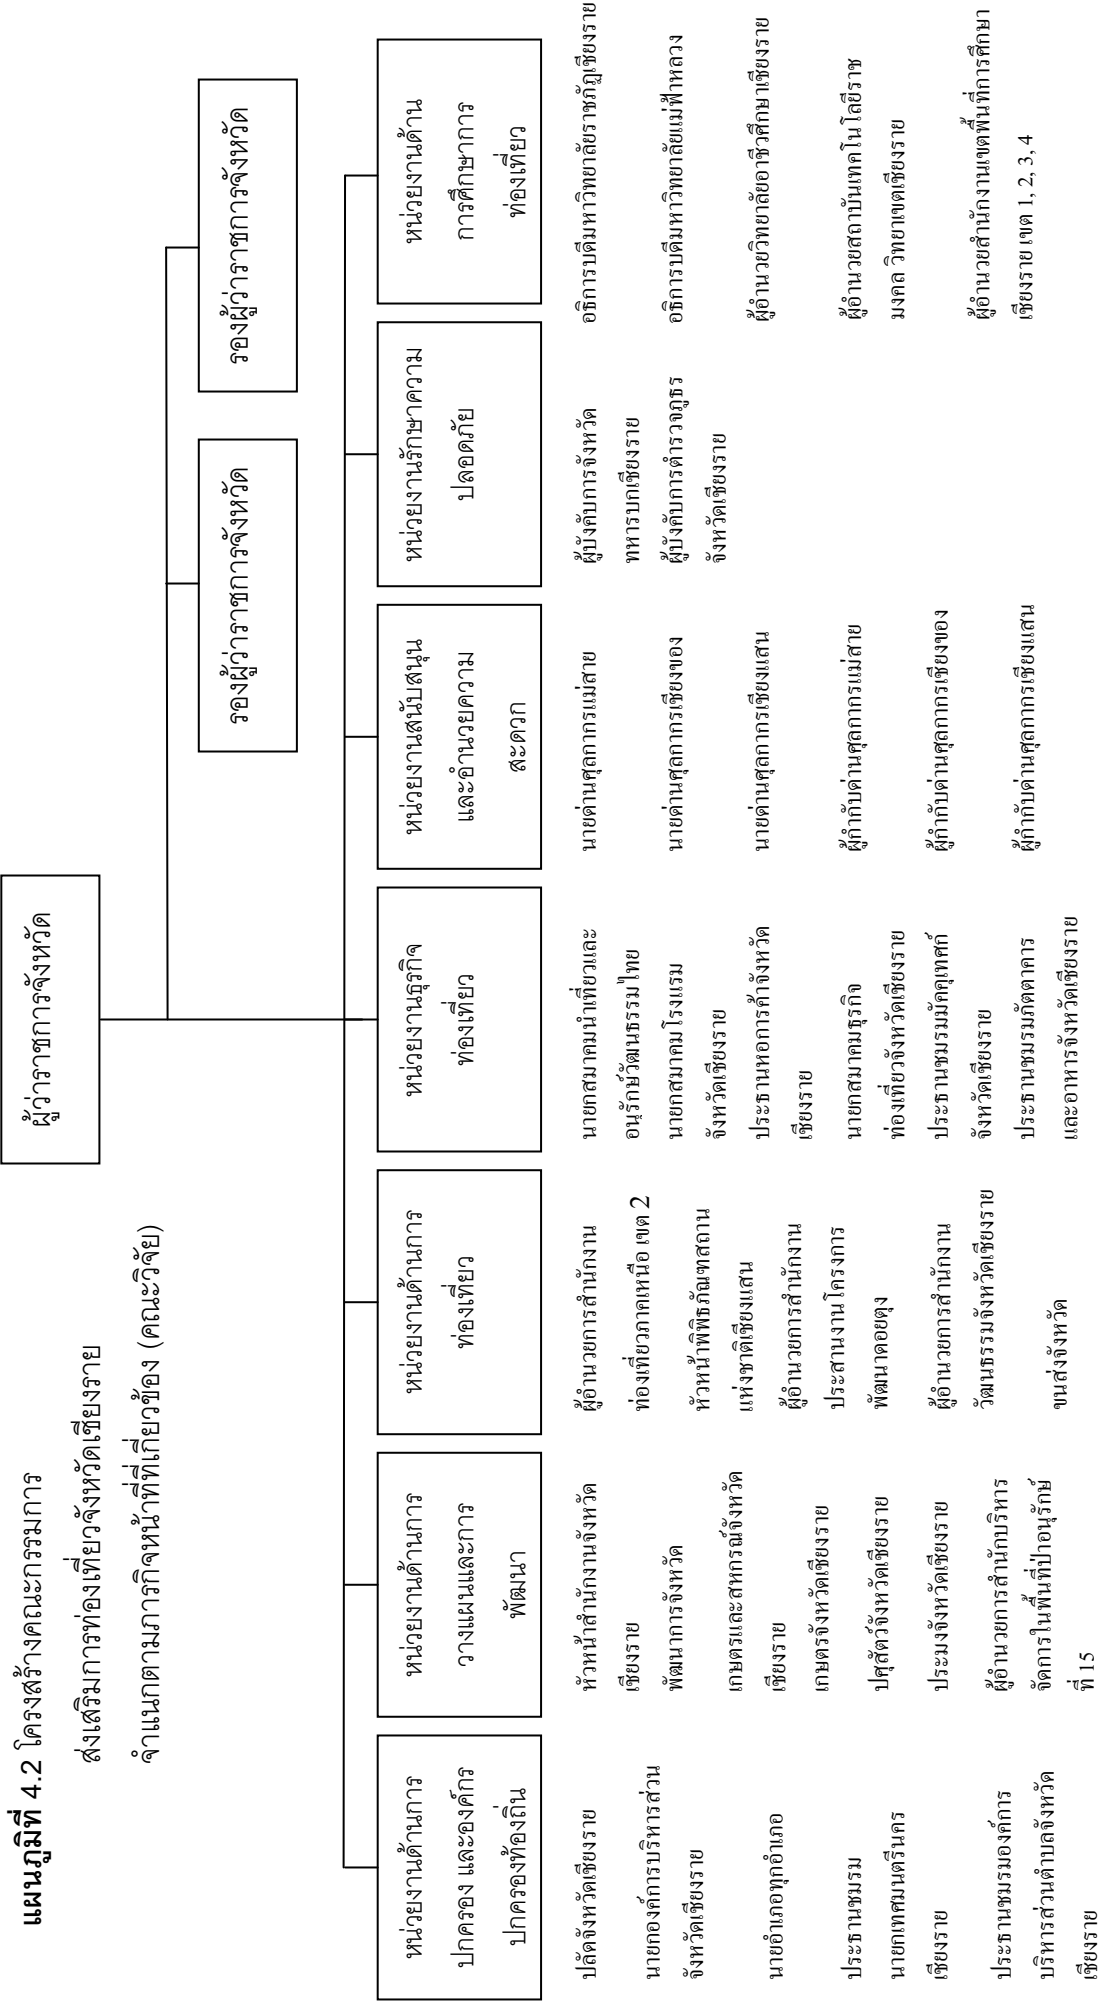 แผนภูมิที่ 4.2 โครงสร้างคณะกรรมการ
ส่งเสริมการท่องเที่ยวจังหวัดเชียงราย
จำแนกตามภารกิจหน้าที่ที่เกี่ยวข้อง (คณะวิจัย)
ผู้ว่าราชการจังหวัด
รองผู้ว่าราชการจังหวัด
รองผู้ว่าราชการจังหวัด
หน่วยงานด้านการ
ปกครอง และองค์กร
ปกครองท้องถิ่น
ปลัดจังหวัดเชียงราย
นายกองค์การบริหารส่วน
จังหวัดเชียงราย
นายอำเภอทุกอำเภอ
ประธานชมรม
นายกเทศมนตรีนคร
เชียงราย
ประธานชมรมองค์การ
บริหารส่วนตำบลจังหวัด
เชียงราย
หน่วยงานด้านการ
วางแผนและการ
พัฒนา
หัวหน้าสำนักงานจังหวัด
เชียงราย
พัฒนาการจังหวัด
เกษตรและสหกรณ์จังหวัด
เชียงราย
เกษตรจังหวัดเชียงราย
ปศุสัตว์จังหวัดเชียงราย
ประมงจังหวัดเชียงราย
ผู้อำนวยการสำนักบริหาร
จัดการในพื้นที่ป่าอนุรักษ์
ที่ 15
หน่วยงานด้านการ
ท่องเที่ยว
ผู้อำนวยการสำนักงาน
ท่องเที่ยวภาคเหนือ เขต 2
หัวหน้าพิพิธภัณฑสถาน
แห่งชาติเชียงแสน
ผู้อำนวยการสำนักงาน
ประสานงานโครงการ
พัฒนาดอยตุง
ผู้อำนวยการสำนักงาน
วัฒนธรรมจังหวัดเชียงราย
ขนส่งจังหวัด
หน่วยงานธุรกิจ
ท่องเที่ยว
นายกสมาคมนำเที่ยวและ
อนุรักษ์วัฒนธรรมไทย
นายกสมาคมโรงแรม
จังหวัดเชียงราย
ประธานหอการค้าจังหวัด
เชียงราย
นายกสมาคมธุรกิจ
ท่องเที่ยวจังหวัดเชียงราย
ประธานชมรมมัคคุเทศก์
จังหวัดเชียงราย
ประธานชมรมภัตตาคาร
และอาหารจังหวัดเชียงราย
หน่วยงานสนับสนุน
และอำนวยความ
สะดวก
นายด่านศุลกากรแม่สาย
นายด่านศุลกากรเชียงของ
นายด่านศุลกากรเชียงแสน
ผู้กำกับด่านศุลกากรแม่สาย
ผู้กำกับด่านศุลกากรเชียงของ
ผู้กำกับด่านศุลกากรเชียงแสน
หน่วยงานรักษาความ
ปลอดภัย
ผู้บังคับการจังหวัด
ทหารบกเชียงราย
ผู้บังคับการตำรวจภูธร
จังหวัดเชียงราย
หน่วยงานด้าน
การศึกษาการ
ท่องเที่ยว
อธิการบดีมหาวิทยาลัยราชภัฏเชียงราย
อธิการบดีมหาวิทยาลัยแม่ฟ้าหลวง
ผู้อำนวยวิทยาลัยอาชีวศึกษาเชียงราย
ผู้อำนวยสถาบันเทคโนโลยีราช
มงคล วิทยาเขตเชียงราย
ผู้อำนวยสำนักงานเขตพื้นที่การศึกษา
เชียงราย เขต 1, 2, 3, 4